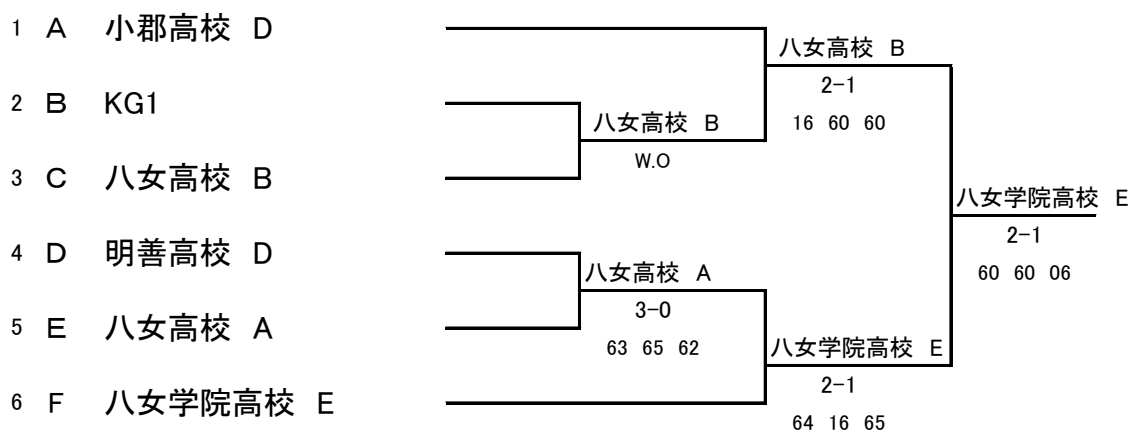 1 A 小郡高校 D
八女高校 B
2-1
16 60 60
2 B KG1
八女高校 B
W.O
3 C 八女高校 B
八女学院高校 E
2-1
60 60 06
4 D 明善高校 D
八女高校 A
3-0
63 65 62
5 E 八女高校 A
八女学院高校 E
2-1
64 16 65
6 F 八女学院高校 E